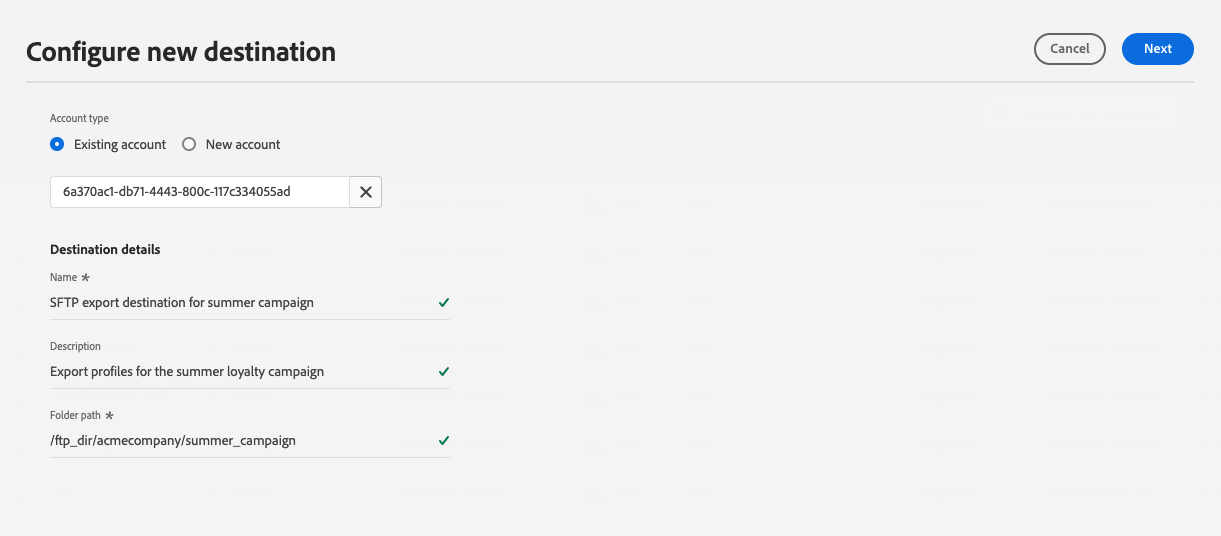 Configure new destination
Cancel
Next
Account type
Existing account
New account
6a370ac1-db71-4443-800c-117c334055ad
Destination details
Name *
SFTP export destination for summer campaign
Description
Export profiles for the summer loyalty campaign
Folder path *
/ftp_dir/acmecompany/summer_campaign